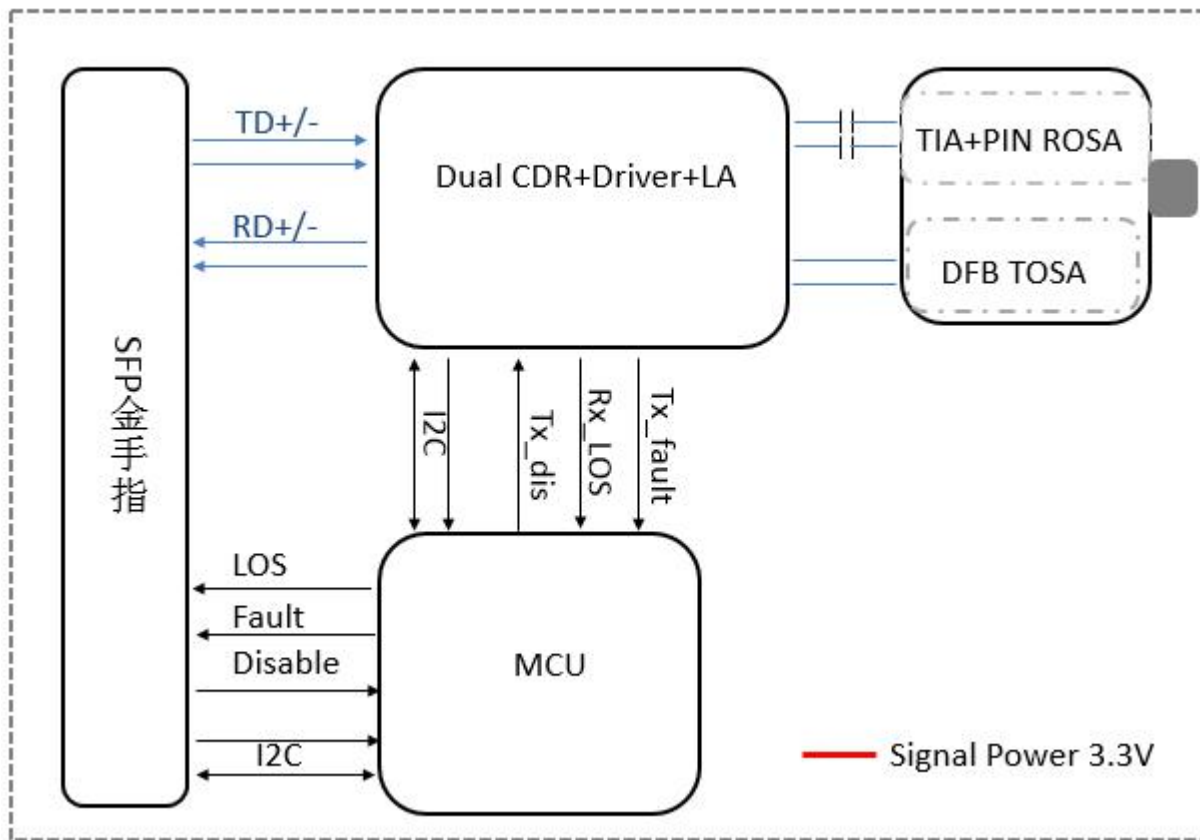 TD+/-
RD+/-
Dual CDR+Driver+LA
TIA+PIN ROSA
DFB TOSA
SFP金手指
I2C
Tx_dis
Rx_LOS
Tx_fault
LOS
Fault
Disable
I2C
MCU
Signal Power 3.3V